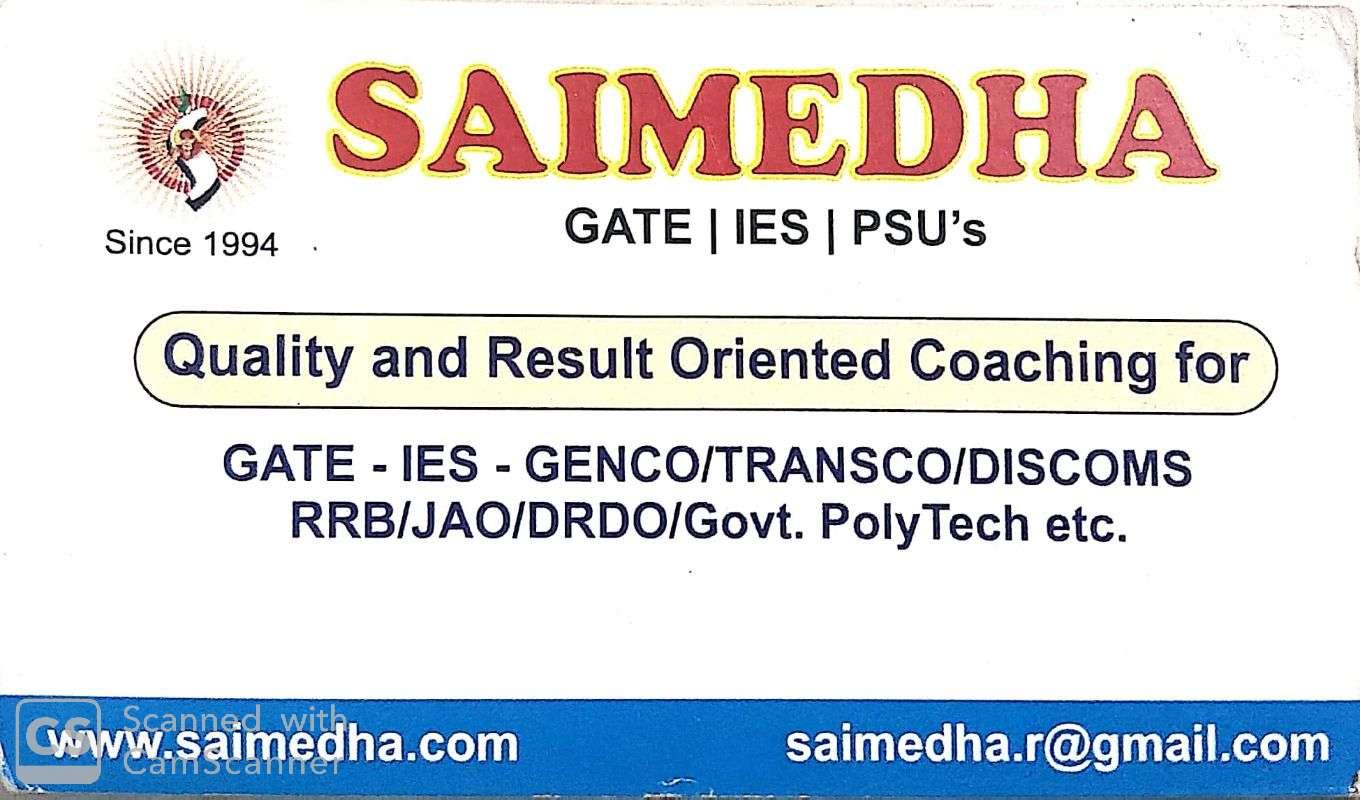 SAIMEDHA
Since 1994
GATE | IES | PSU's
Quality and Result Oriented Coaching for
GATE - IES - GENCO/TRANSCO/DISCOMS
RRB/JAO/DRDO/Govt. PolyTech etc.
www.saimedha.com
saimedha.r@gmail.com
CS
Scanned with
CamScanner